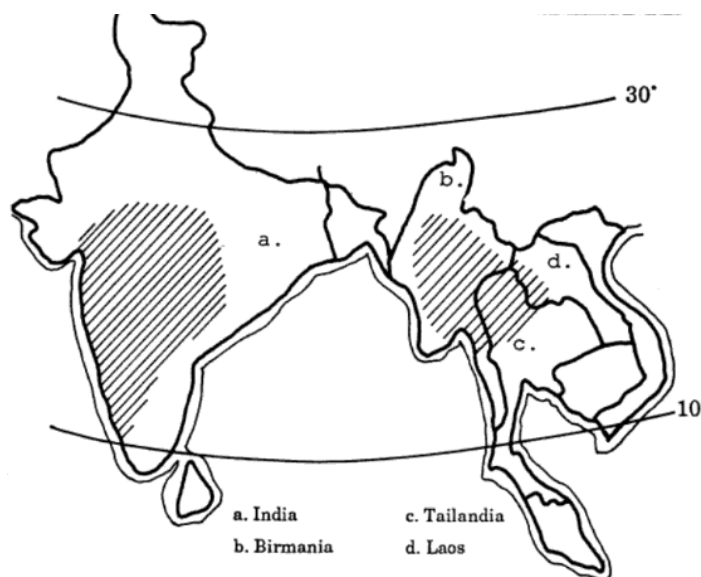 30°
b.
a.
d.
c.
10
a. India
c. Tailandia
b. Birmania
d. Laos